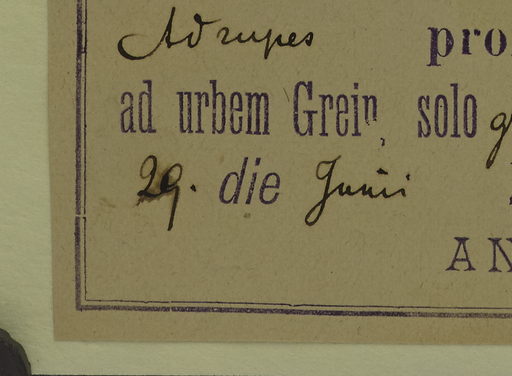 Ad rupes pro
ad urbem Grein, solo g
29. die Junii
AN